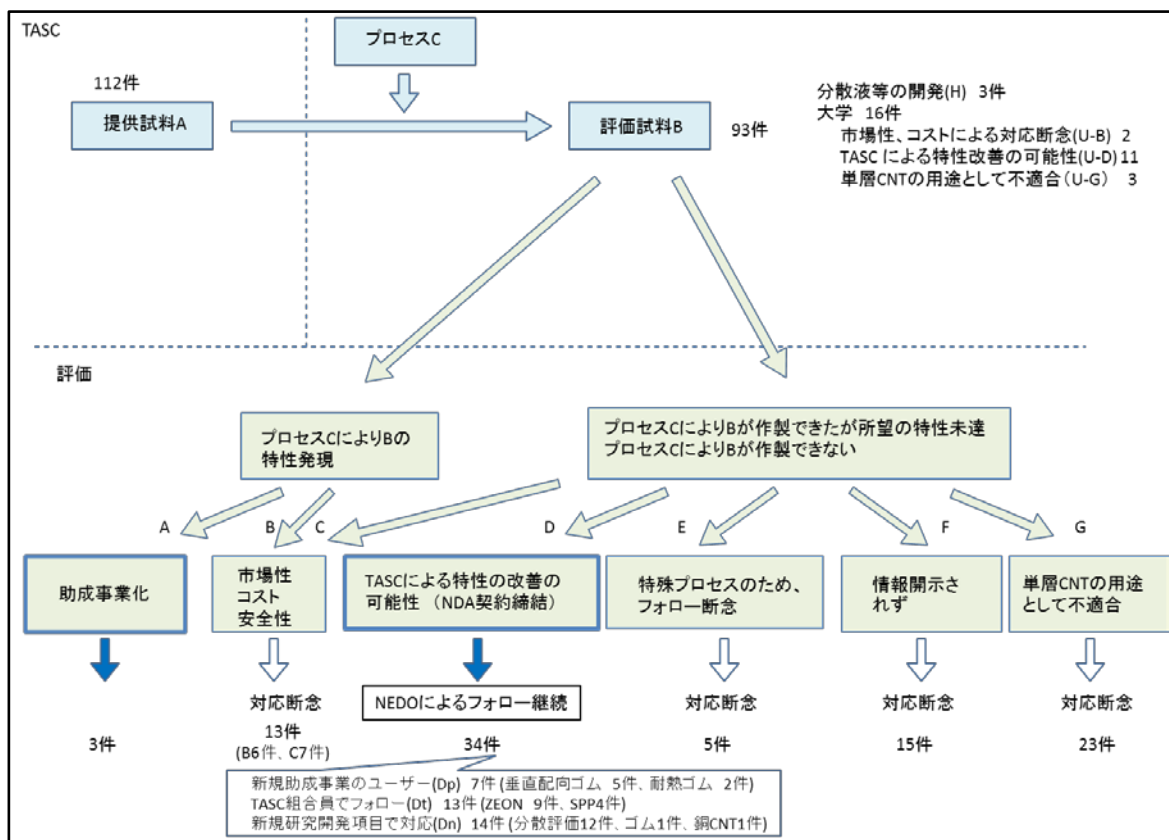 TASC
プロセスC
112件
提供試料A
評価試料B
93件
分散液等の開発(H) 3件
大学 16件
市場性、コストによる対応断念(U-B) 2
TASC による特性改善の可能性(U-D) 11
単層CNTの用途として不適合(U-G) 3
評価
プロセスCによりBの
特性発現
プロセスCによりBが作製できたが所望の特性未達
プロセスCによりBが作製できない
A
B
C
D
E
F
G
助成事業化
市場性
コスト
安全性
TASCによる特性の改善の
可能性 (NDA契約締結)
特殊プロセスのため、
フォロー断念
情報開示さ
れず
単層CNTの用途
として不適合
対応断念
NEDOによるフォロー継続
対応断念
対応断念
対応断念
3件
13件
(B6件、C7件)
34件
5件
15件
23件
新規助成事業のユーザー(Dp) 7件 (垂直配向ゴム 5件、耐熱ゴム 2件)
TASC組合員でフォロー(Dt) 13件 (ZEON 9件、SPP4件)
新規研究開発項目で対応(Dn) 14件 (分散評価12件、ゴム1件、銅CNT1件)